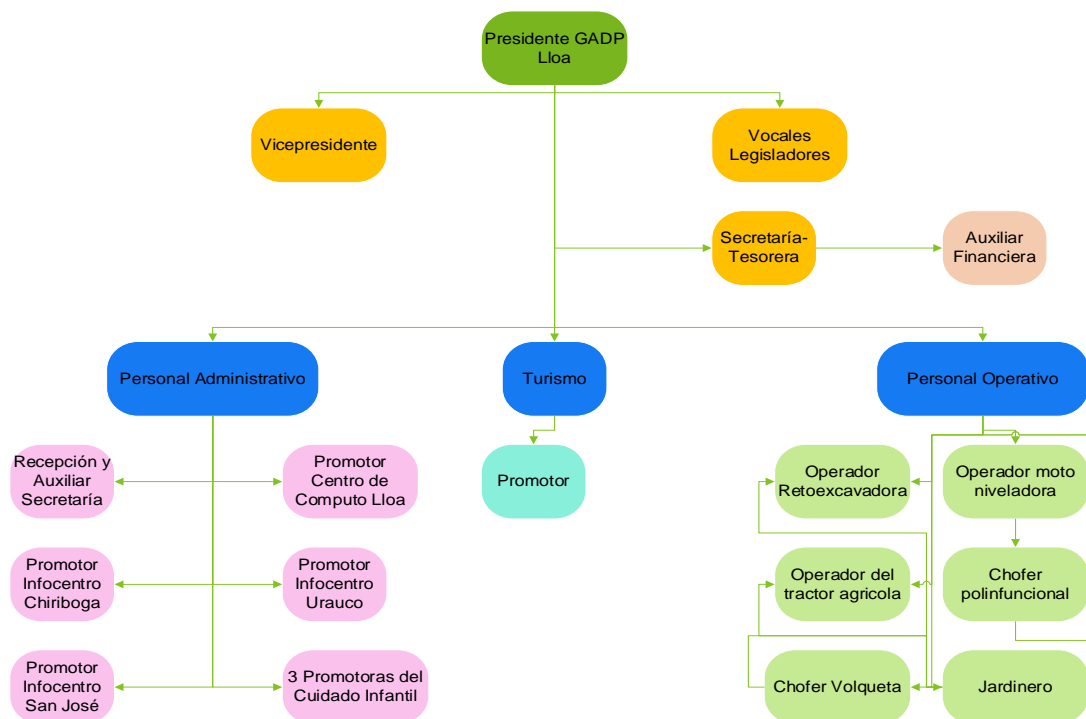 Presidente GADP
Lloa
Vicepresidente
Vocales
Legisladores
Secretaría-
Tesorera
Auxiliar
Financiera
Personal Administrativo
Turismo
Personal Operativo
Recepción y
Auxiliar
Secretaría
Promotor
Centro de
Computo Lloa
Promotor
Operador
Retoexcavadora
Operador moto
niveladora
Promotor
Infocentro
Chiriboga
Promotor
Infocentro
Urauco
Operador del
tractor agricola
Chofer
polinfuncional
Promotor
Infocentro
San José
3 Promotoras del
Cuidado Infantil
Chofer Volqueta
Jardinero